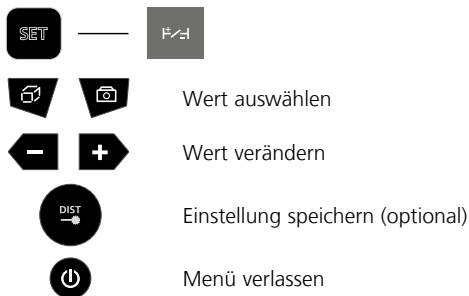 SET
Wert auswählen
Wert verändern
DIST
Einstellung speichern (optional)
Menü verlassen